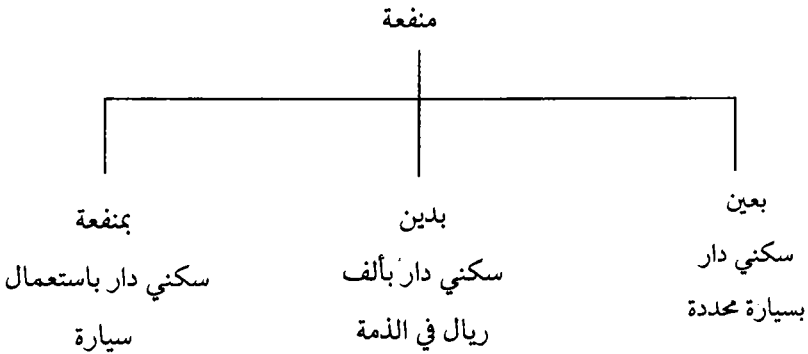 منفعة
بعين
سكني دار
بسيارة محددة
بدين
سكني دار بألف
ريال في الذمة
بمنفعة
سكني دار باستعمال
سيارة